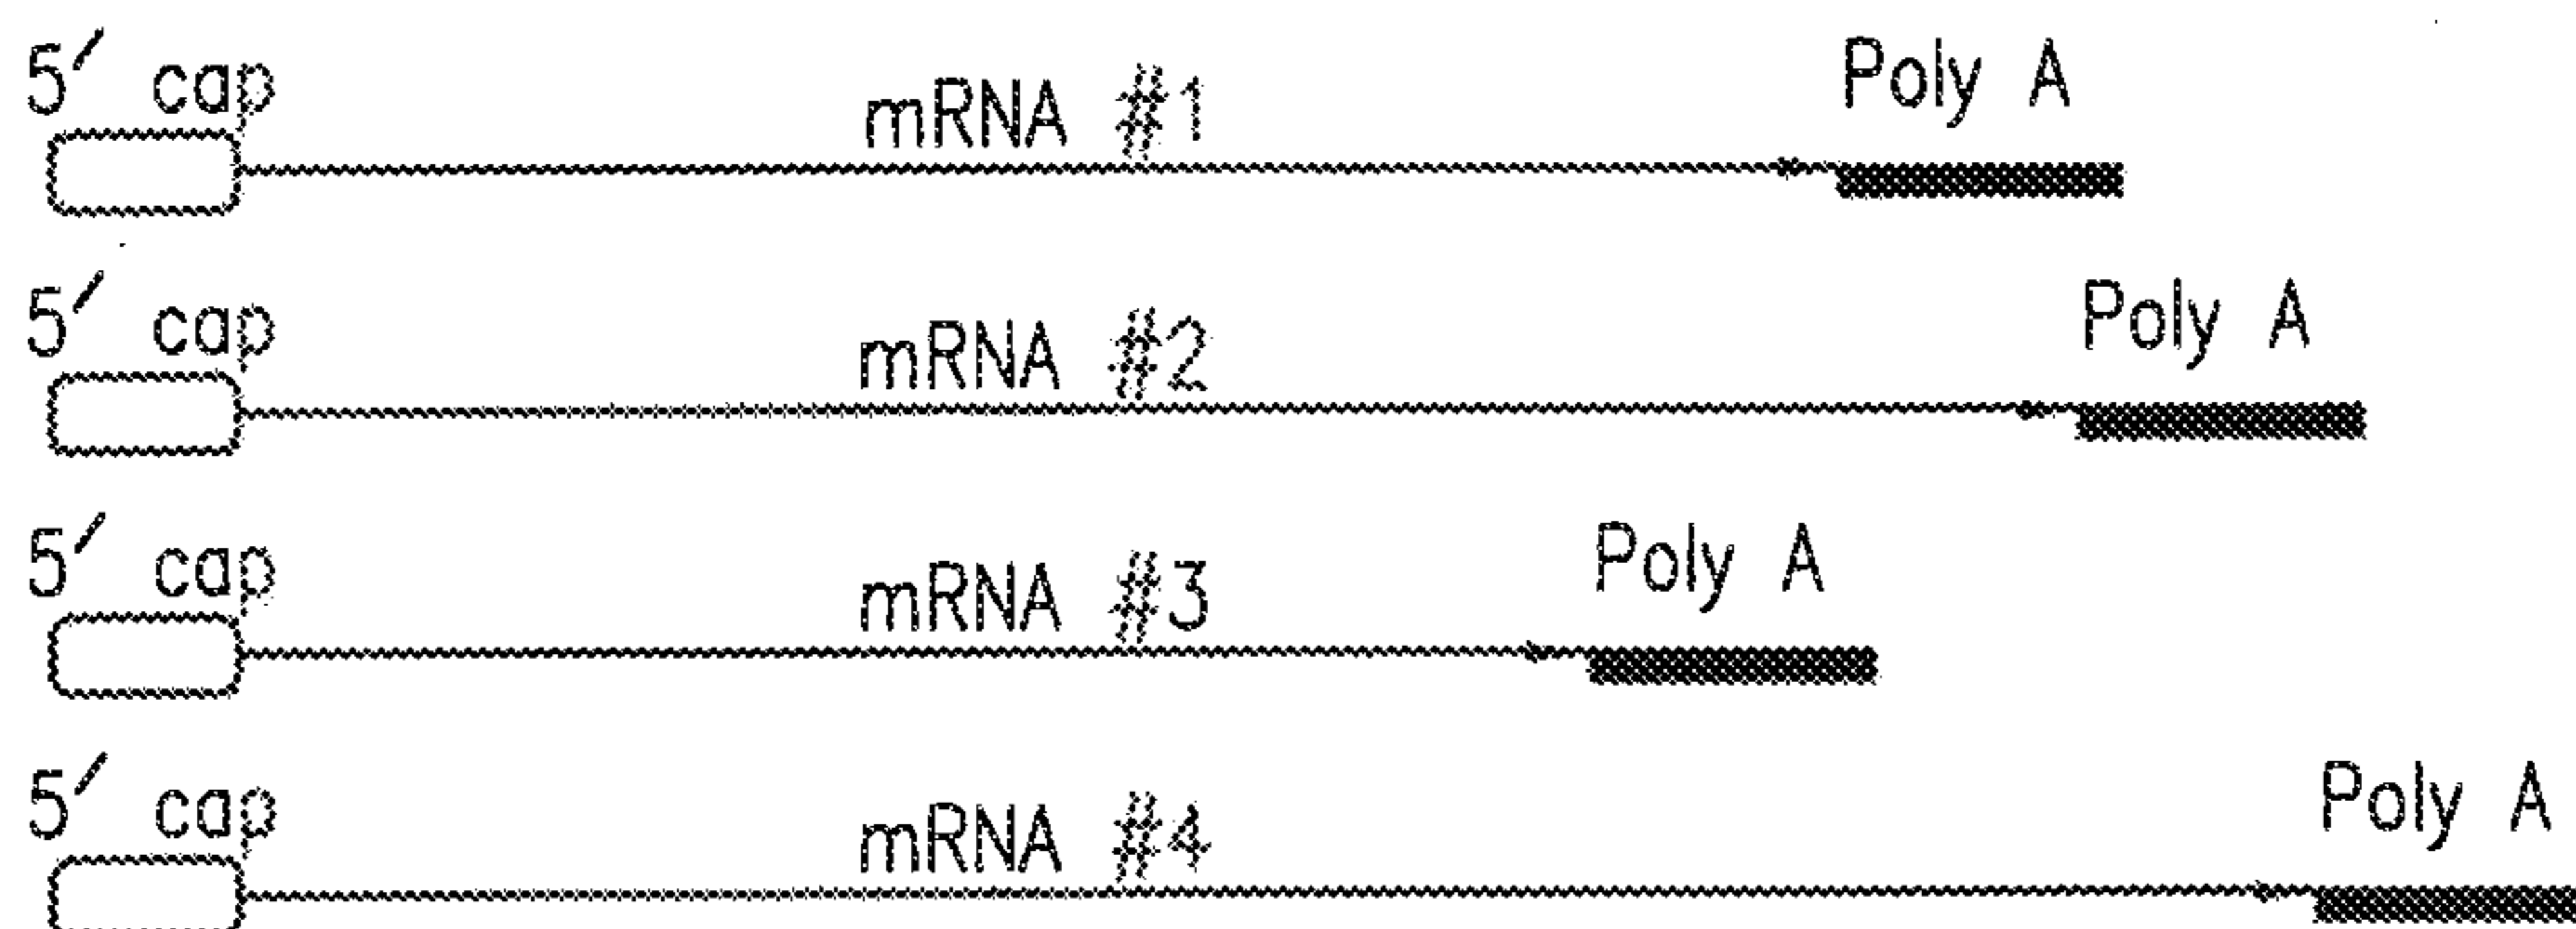 5′ cap mRNA #1 Poly A
5′ cap mRNA #2 Poly A
5′ cap mRNA #3 Poly A
5′ cap mRNA #4 Poly A